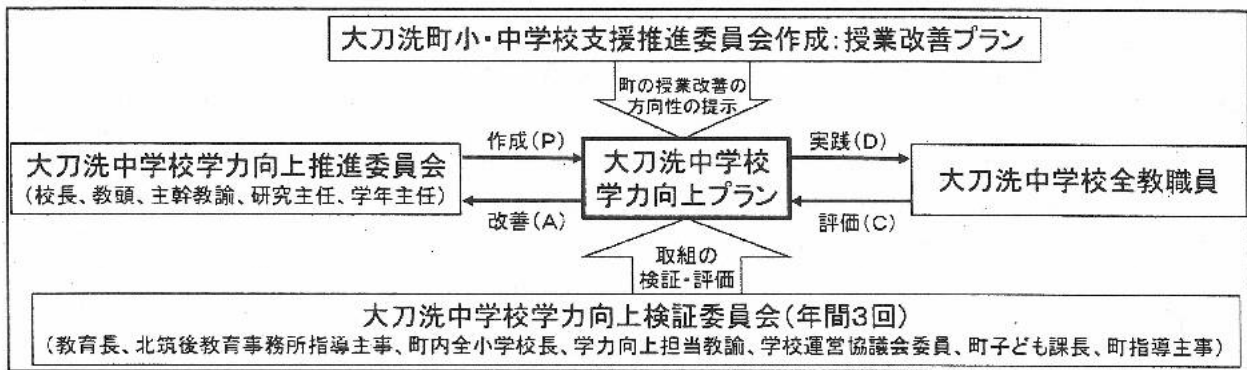 大刀洗町小・中学校支援推進委員会作成:授業改善プラン
町の授業改善の
方向性の提示
作成(P)
実践(D)
大刀洗中学校学力向上推進委員会
(校長、教頭、主幹教諭、研究主任、学年主任)
大刀洗中学校
学力向上プラン
大刀洗中学校全教職員
改善(A)
評価(C)
取組の
検証・評価
大刀洗中学校学力向上検証委員会(年間3回)
(教育長、北筑後教育事務所指導主事、町内全小学校長、学力向上担当教諭、学校運営協議会委員、町子ども課長、町指導主事)